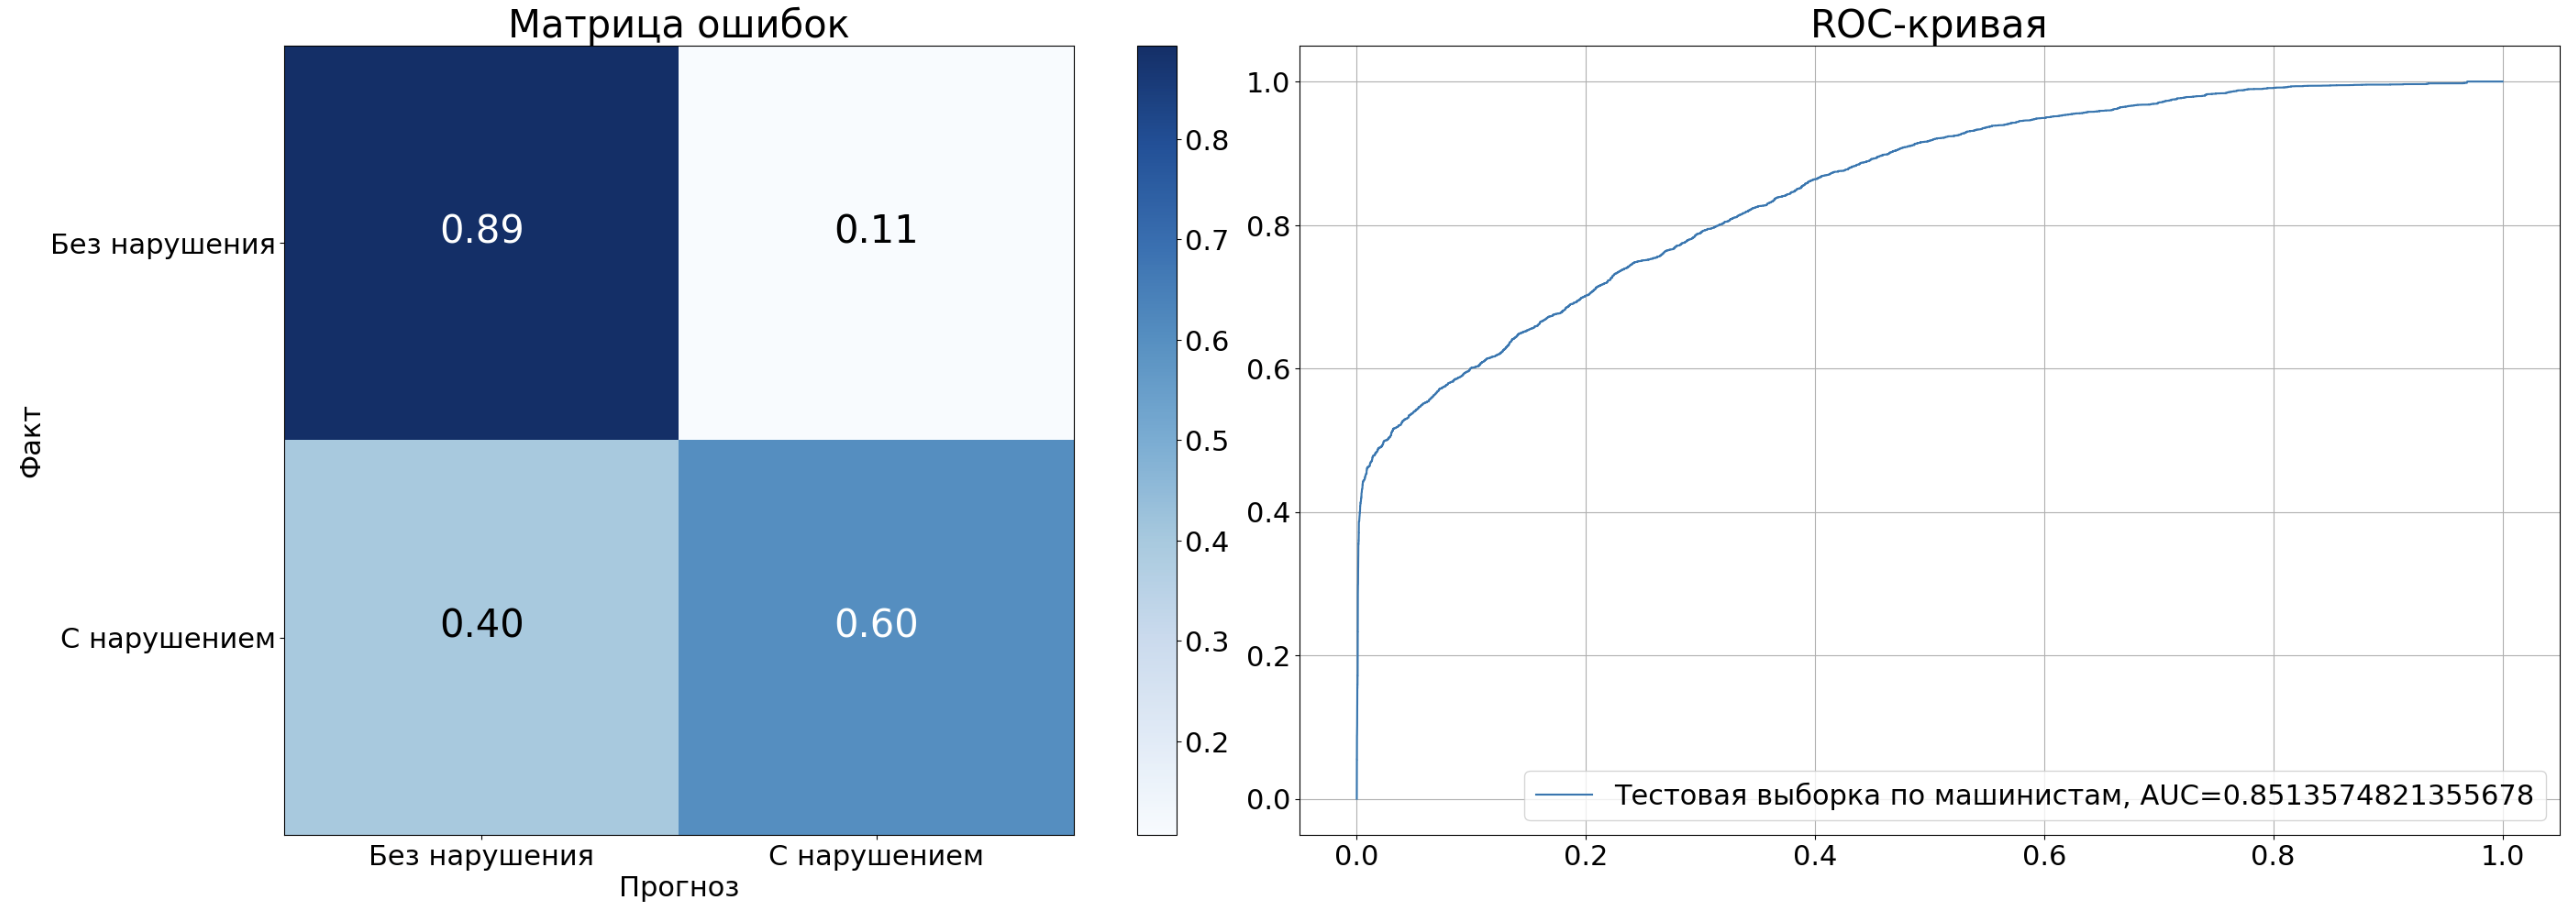 Матрица ошибок
Факт
Без нарушения
С нарушением
0.89
0.11
0.40
0.60
Без нарушения
С нарушением
Прогноз
0.8
0.7
0.6
0.5
0.4
0.3
0.2
ROC-кривая
1.0
0.8
0.6
0.4
0.2
0.0
Тестовая выборка по машинистам, AUC=0.8513574821355678
0.0
0.2
0.4
0.6
0.8
1.0